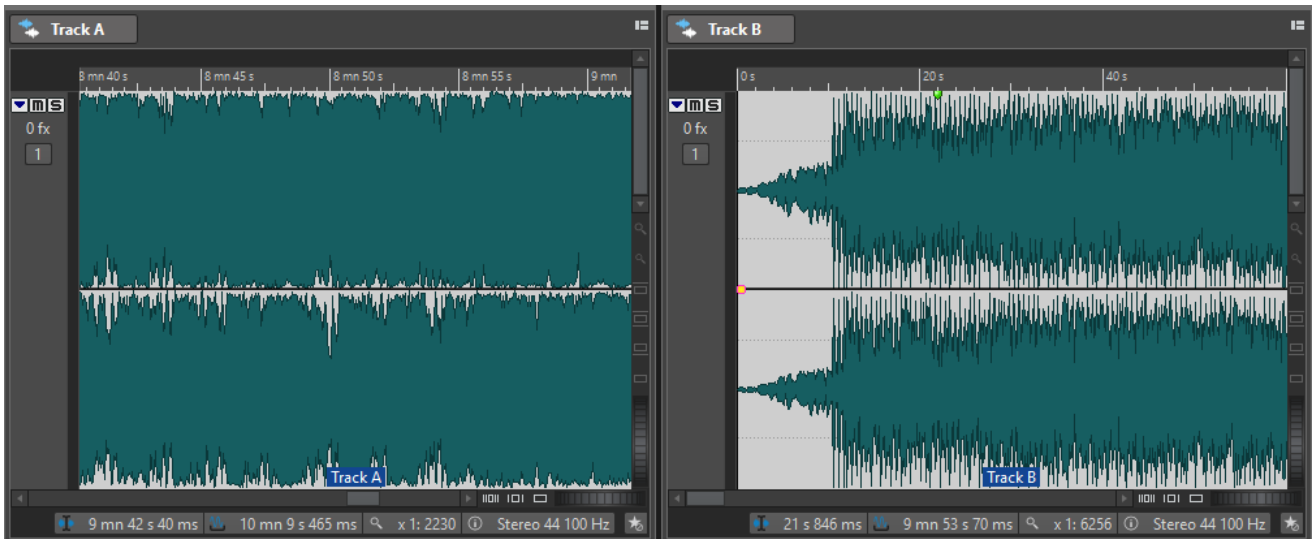 Track A
8 mn 40 s 8 mn 45 s 8 mn 50 s 8 mn 55 s 9 mn
m S
0 fx
1
Track A
9 mn 42 s 40 ms 10 mn 9 s 465 ms x 1: 2230 Stereo 44 100 Hz
Track B
0 s 20 s 40 s
m S
0 fx
1
Track B
21 s 846 ms 9 mn 53 s 70 ms x 1: 6256 Stereo 44 100 Hz